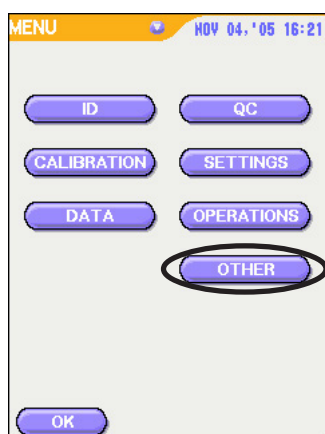 MENU NOV 04,'05 16:21
ID QC
CALIBRATION SETTINGS
DATA OPERATIONS
OTHER
OK